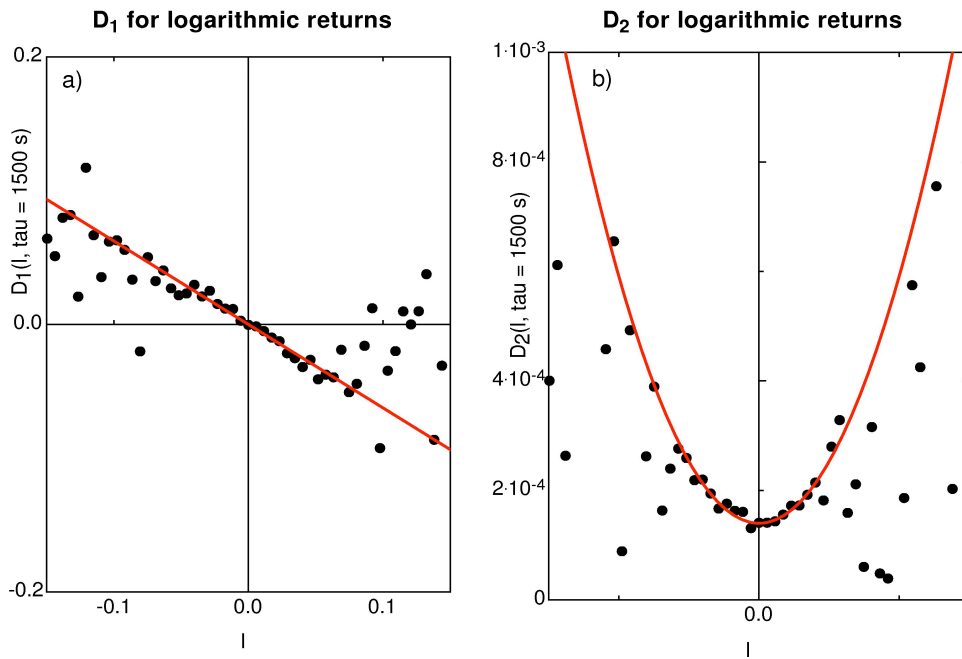 D1 for logarithmic returns
D2 for logarithmic returns
a)
0.2
0.0
-0.2
D1(l, tau = 1500 s)
-0.1
0.0
0.1
l
b)
1·10-3
8·10-4
4·10-4
2·10-4
0
D2(l, tau = 1500 s)
0.0
l